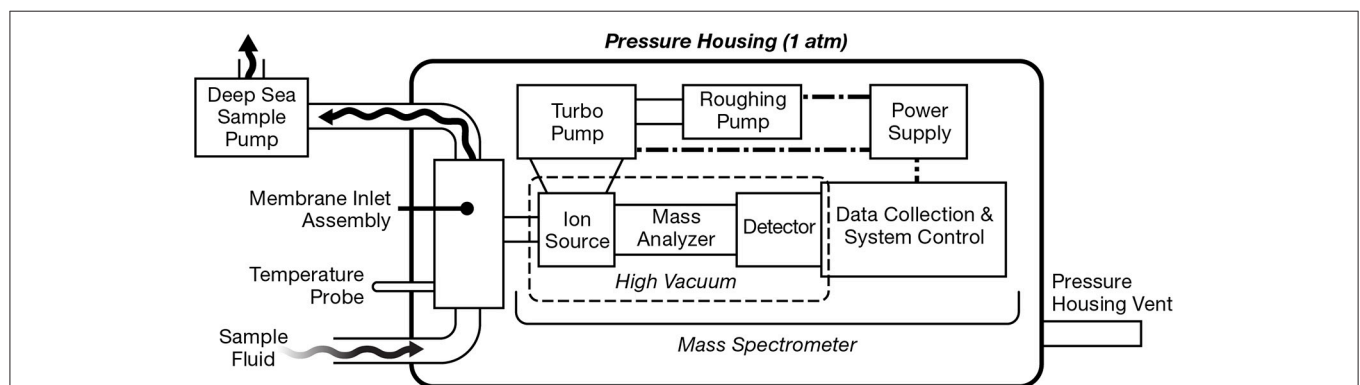 Pressure Housing (1 atm)
Deep Sea
Sample
Pump
Turbo
Pump
Roughing
Pump
Power
Supply
Membrane Inlet
Assembly
Ion
Source
Mass
Analyzer
Detector
Data Collection &
System Control
High Vacuum
Temperature
Probe
Pressure
Housing Vent
Sample
Fluid
Mass Spectrometer